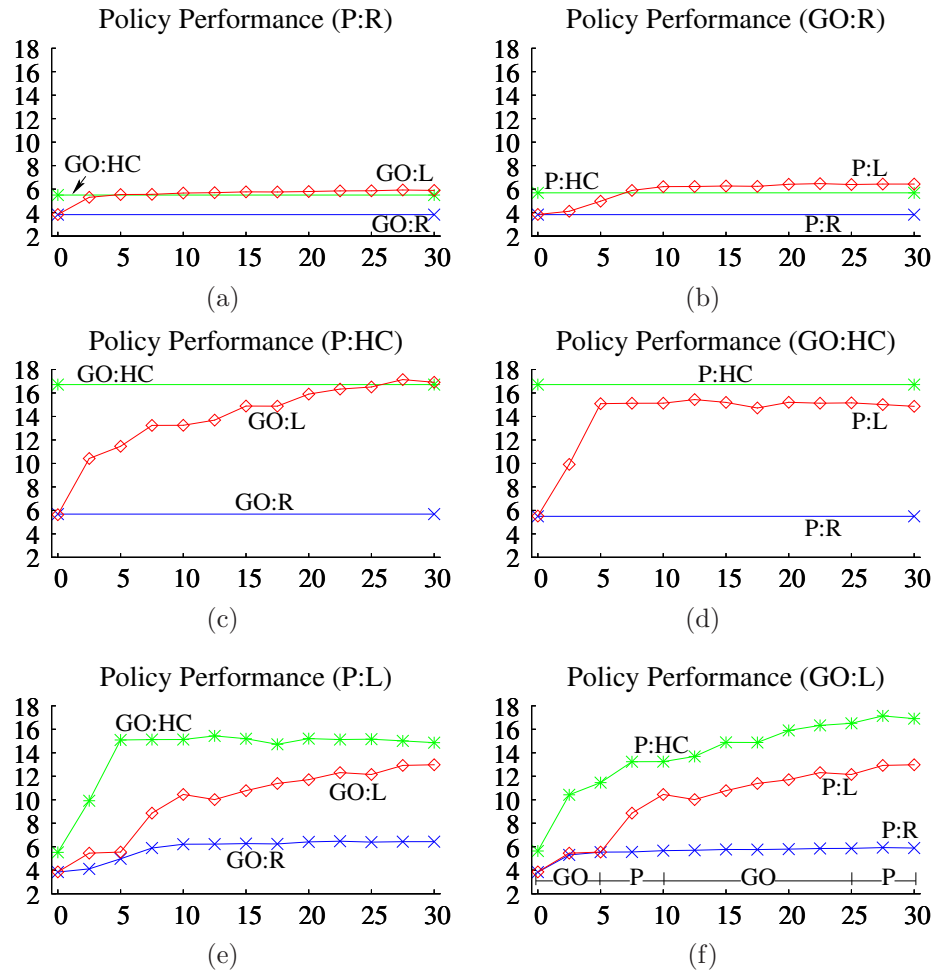 Policy Performance (P:R)
18
16
14
12
10
8
6
4
2
GO:HC
GO:L
GO:R
0 5 10 15 20 25 30
(a)
Policy Performance (GO:R)
18
16
14
12
10
8
6
4
2
P:HC
P:L
P:R
0 5 10 15 20 25 30
(b)
Policy Performance (P:HC)
18
16
14
12
10
8
6
4
2
GO:HC
GO:L
GO:R
0 5 10 15 20 25 30
(c)
Policy Performance (GO:HC)
18
16
14
12
10
8
6
4
2
P:HC
P:L
P:R
0 5 10 15 20 25 30
(d)
Policy Performance (P:L)
18
16
14
12
10
8
6
4
2
GO:HC
GO:L
GO:R
0 5 10 15 20 25 30
(e)
Policy Performance (GO:L)
18
16
14
12
10
8
6
4
2
P:HC
P:L
P:R
GO P GO P
0 5 10 15 20 25 30
(f)